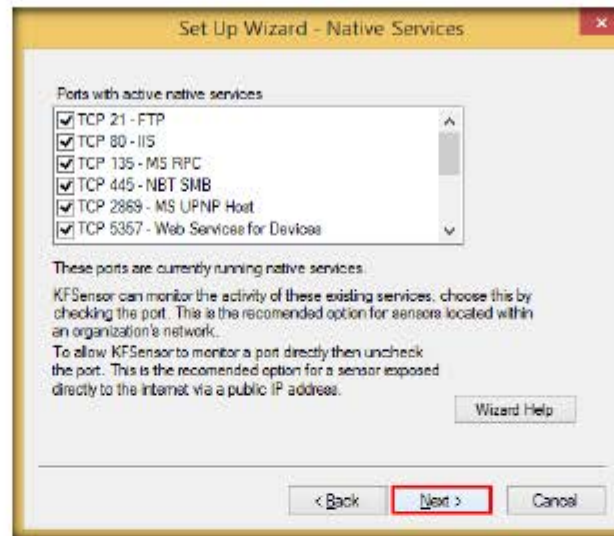 Set Up Wizard - Native Services
Ports with active native services
TCP 21 - FTP
TCP 80 - IIS
TCP 135 - MS RPC
TCP 445 - NBT SMB
TCP 2869 - MS UPNP Host
TCP 5357 - Web Services for Devices
These ports are currently running native services.
KFSensor can monitor the activity of these existing services, choose this by
checking the port. This is the recomended option for sensors located within
an organization's network.
To allow KFSensor to monitor a port directly then uncheck
the port. This is the recomended option for a sensor exposed
directly to the internet via a public IP address.
Wizard Help
< Back Next > Cancel